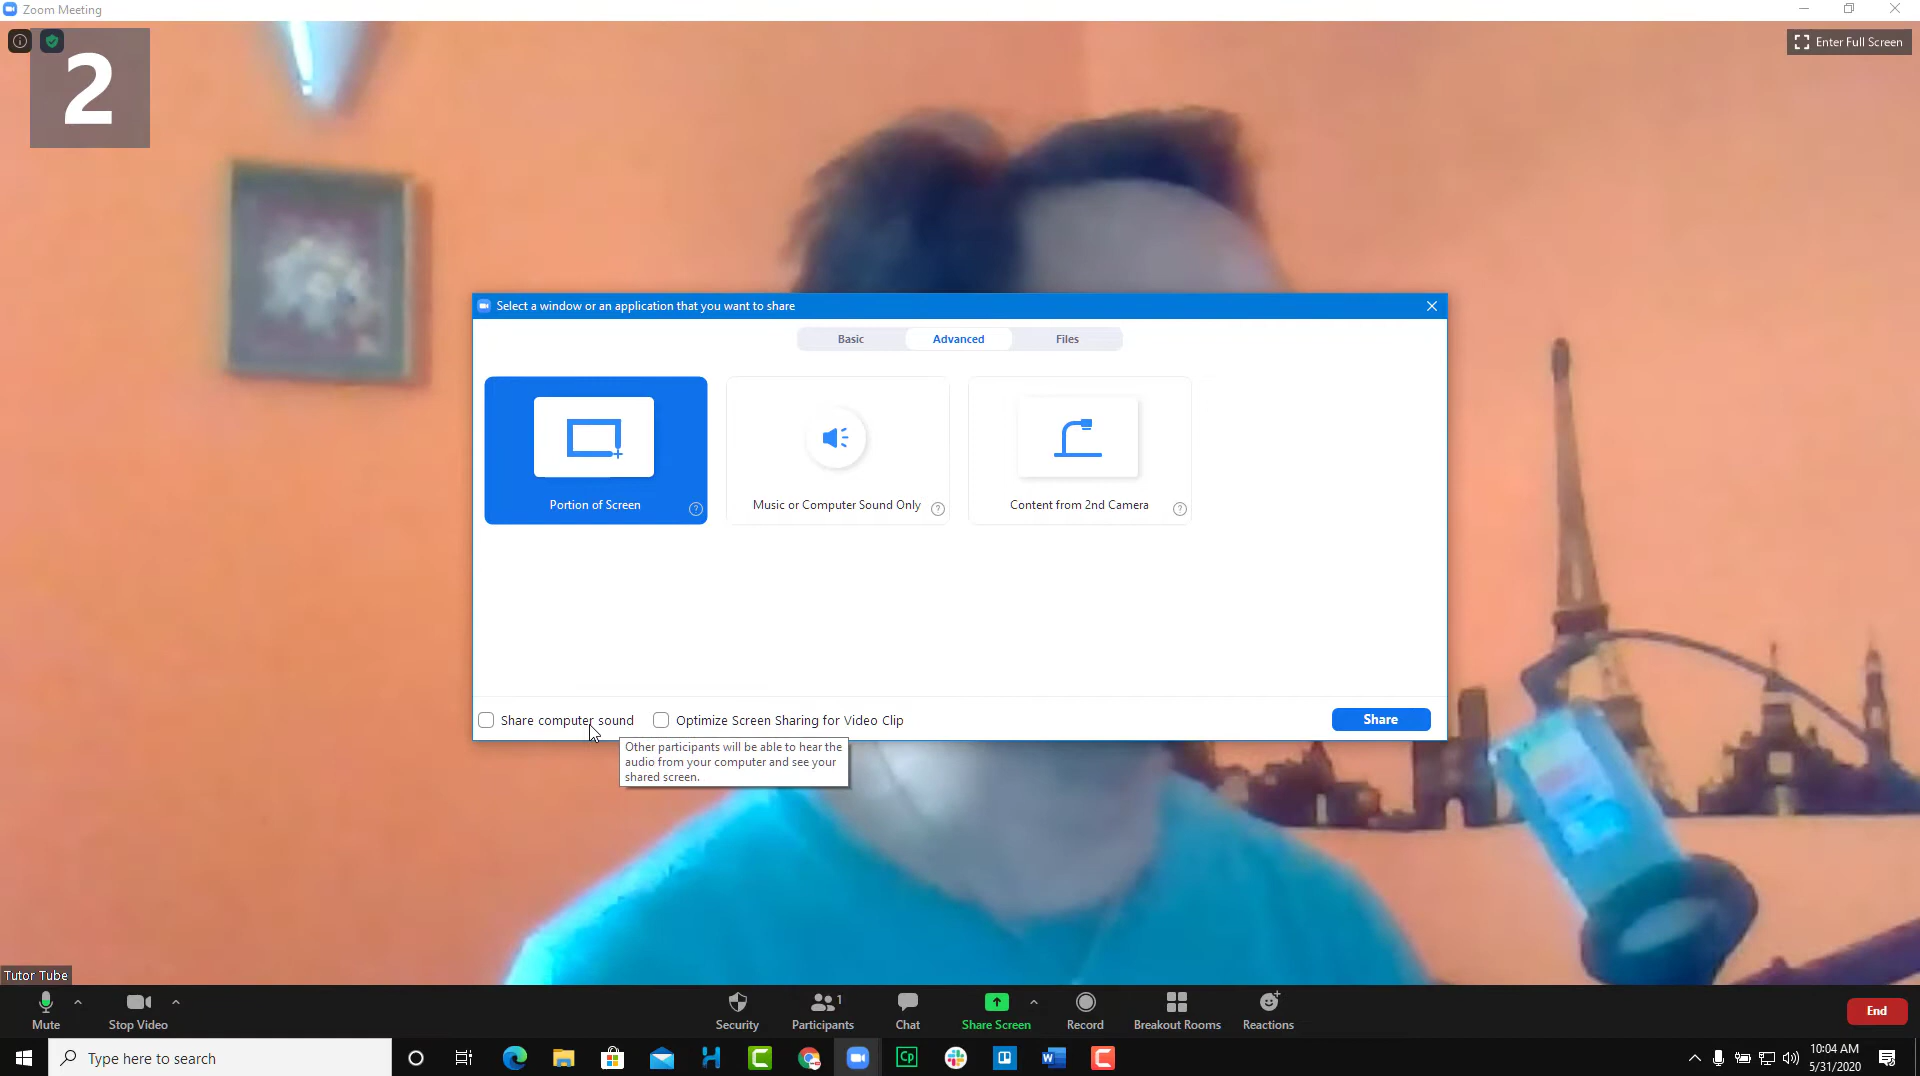 Zoom Meeting
2
Enter Full Screen
Select a window or an application that you want to share
Basic
Advanced
Files
Portion of Screen
?
Music or Computer Sound Only
?
Content from 2nd Camera
?
Share computer sound
Optimize Screen Sharing for Video Clip
Share
Other participants will be able to hear the
audio from your computer and see your
shared screen.
Tutor Tube
Mute
Stop Video
Security
1
Participants
Chat
Share Screen
Record
Breakout Rooms
Reactions
End
Type here to search
Cp
10:04 AM
5/31/2020